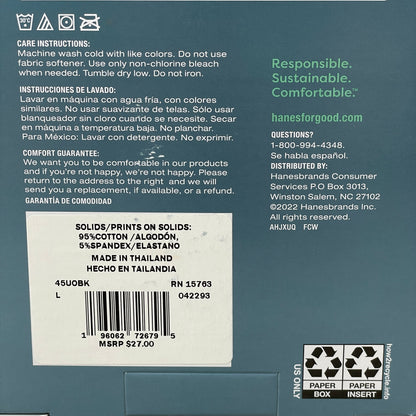 30°
CARE INSTRUCTIONS:
Machine wash cold with like colors. Do not use
fabric softener. Use only non-chlorine bleach
when needed. Tumble dry low. Do not iron.
INSTRUCCIONES DE LAVADO:
Lavar en máquina con agua fría, con colores
similares. No usar suavizante de telas. Sólo usar
blanqueador sin cloro cuando se necesite. Secar
en máquina a temperatura baja. No planchar.
Para México: Lavar con detergente. No exprimir.
COMFORT GUARANTEE:
We want you to be comfortable in our products
and if you're not happy, we're not happy. Please
return to the address to the right and we will
send you a replacement, if available, or a refund.
GARANTÍA DE COMODIDAD
SOLIDS/PRINTS ON SOLIDS:
95%COTTON/ALGODÓN,
5%SPANDEX/ELASTANO
MADE IN THAILAND
HECHO EN TAILANDIA
45UOBK RN 15763
L 042293
1 96062 72679 5
MSRP $27.00
Responsible.
Sustainable.
Comfortable.™
hanesforgood.com
QUESTIONS?
1-800-994-4348.
Se habla español.
DISTRIBUTED BY:
Hanesbrands Consumer
Services P.O Box 3013,
Winston Salem, NC 27102
©2022 Hanesbrands Inc.
All rights reserved.
AHJXUQ FCW
US ONLY
PAPER BOX
PAPER INSERT
how2recycle.info